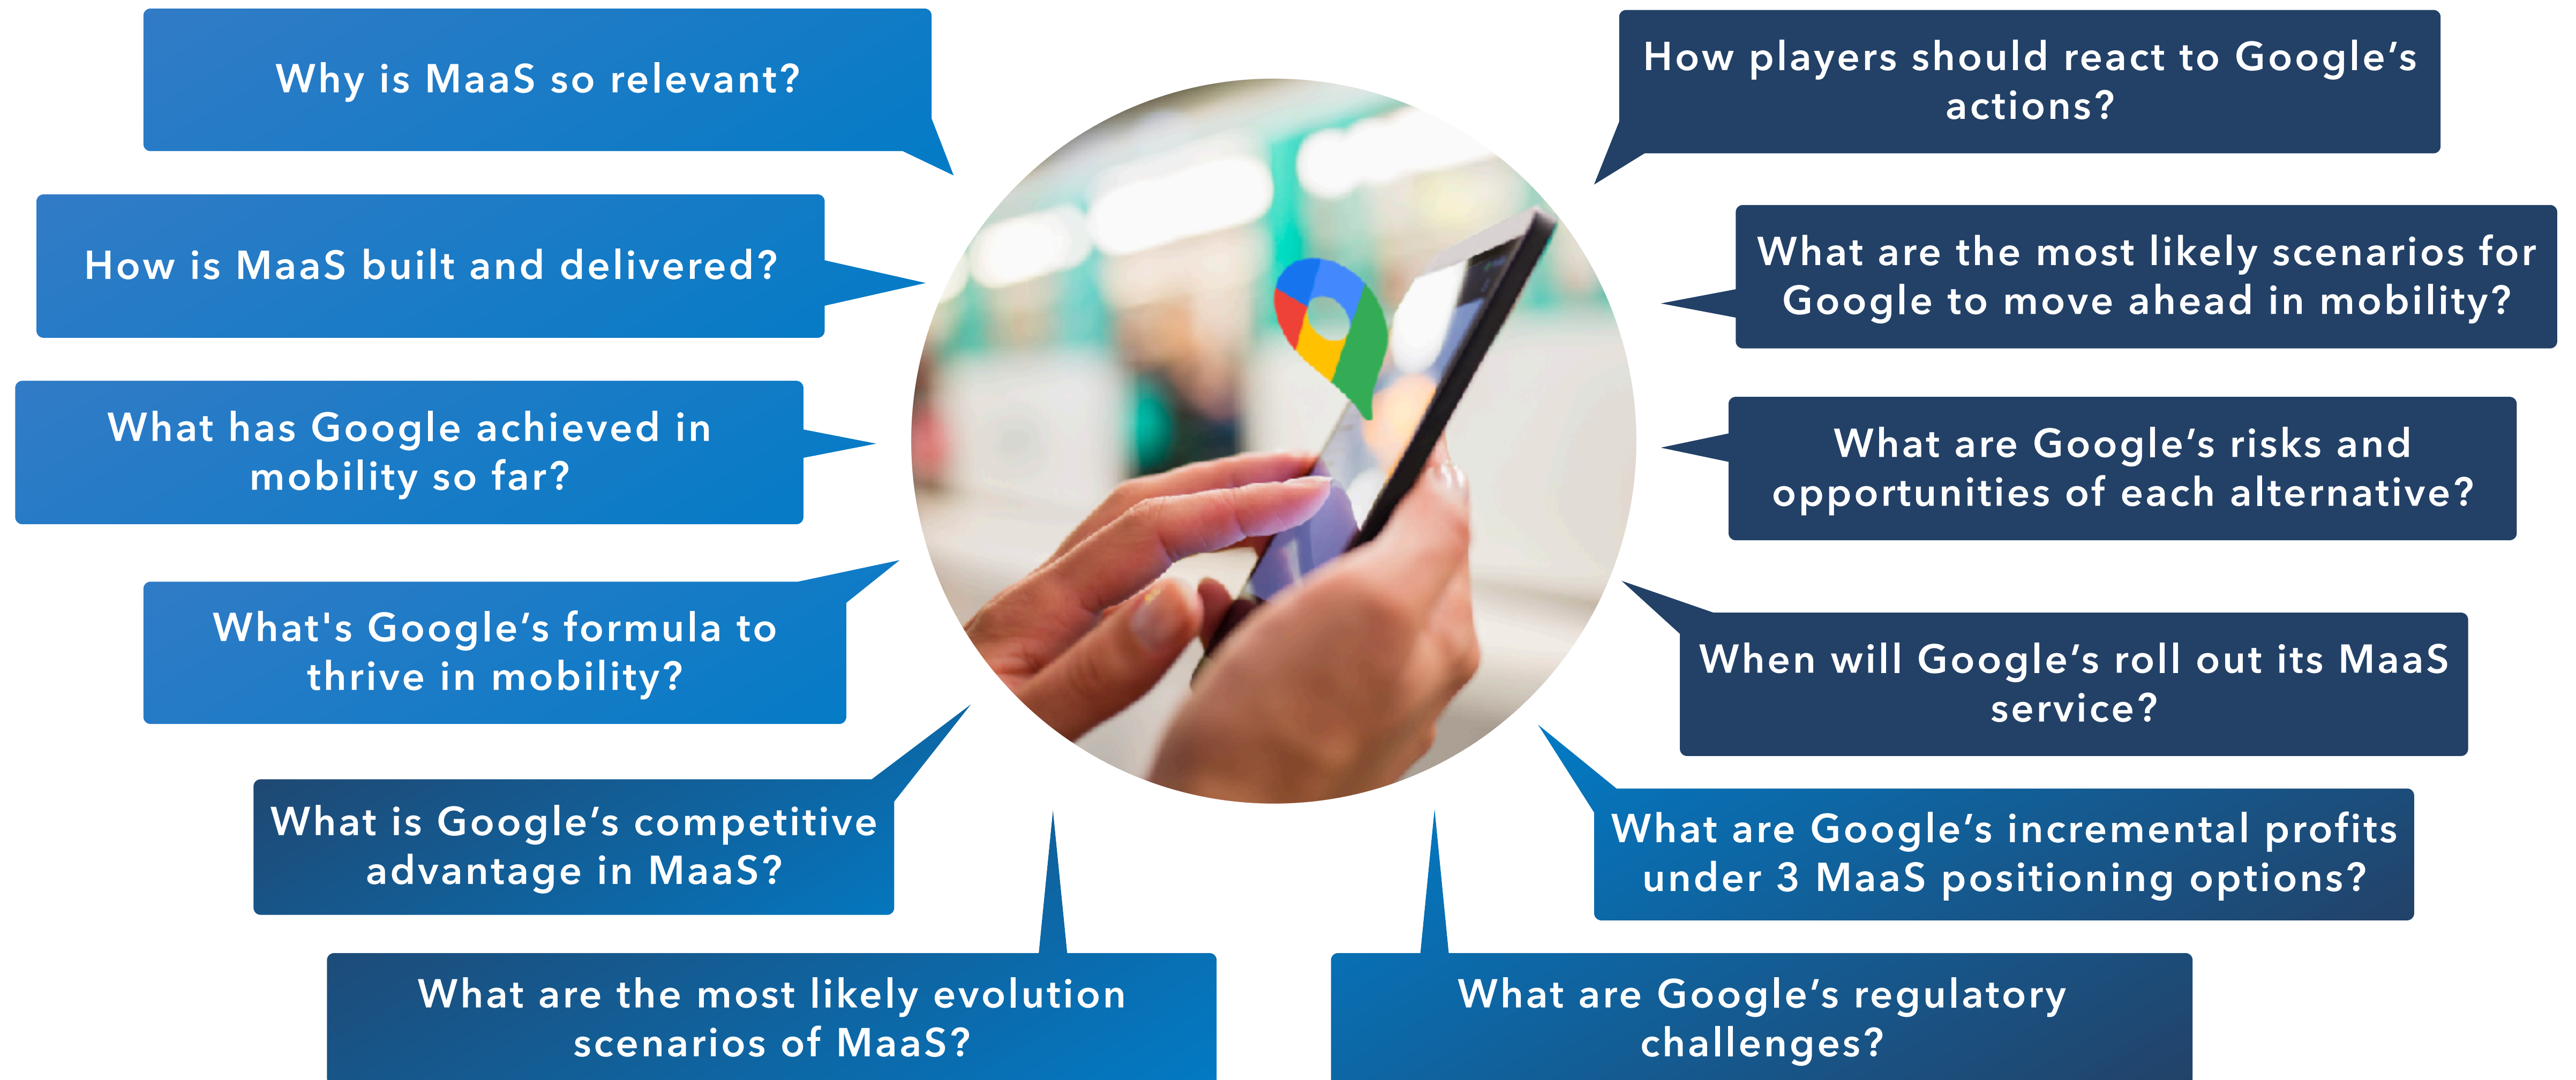 Why is MaaS so relevant?
How is MaaS built and delivered?
What has Google achieved in
mobility so far?
What's Google’s formula to
thrive in mobility?
What is Google’s competitive
advantage in MaaS?
What are the most likely evolution
scenarios of MaaS?
How players should react to Google’s
actions?
What are the most likely scenarios for
Google to move ahead in mobility?
What are Google’s risks and
opportunities of each alternative?
When will Google’s roll out its MaaS
service?
What are Google’s incremental profits
under 3 MaaS positioning options?
What are Google’s regulatory
challenges?